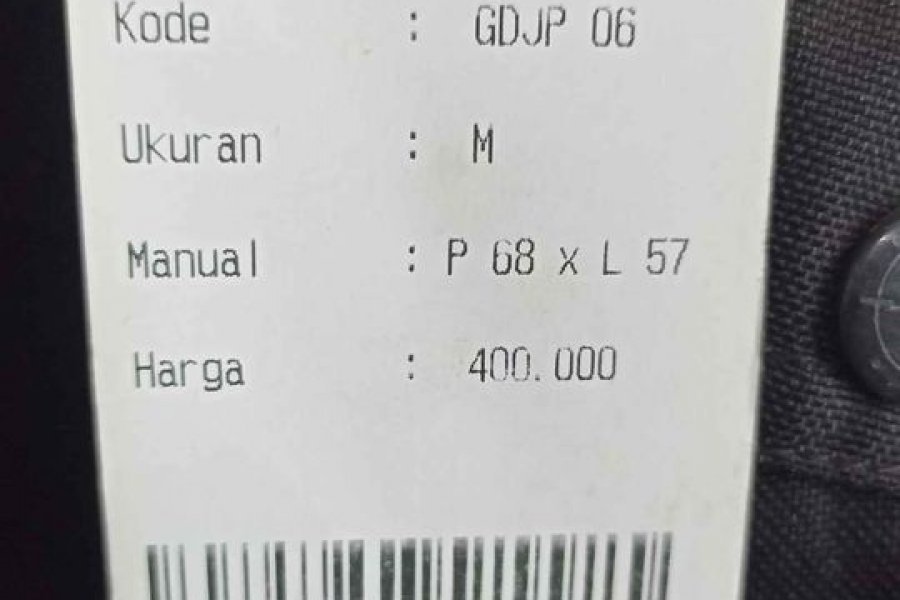 Kode : GDJP 06
Ukuran : M
Manual : P 68 x L 57
Harga : 400.000